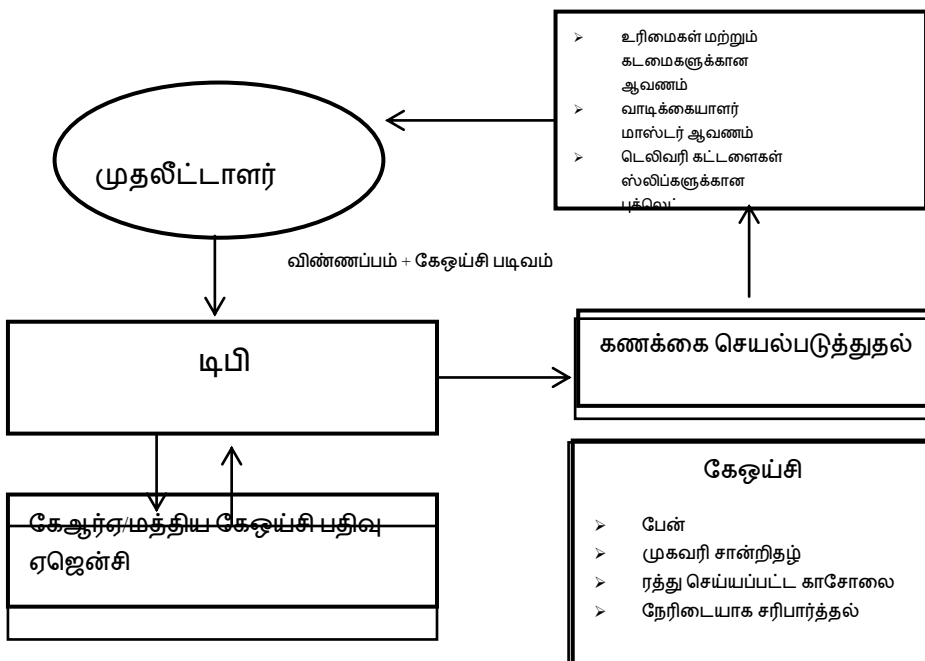 உரிமைகள் மற்றும்
கடமைகளுக்கான
ஆவணம்
வாடிக்கையாளர்
மாஸ்டர் ஆவணம்
டெலிவரி கட்டளைகள்
ஸ்லிப்களுக்கான
புக்லெட்
முதலீட்டாளர்
விண்ணப்பம் + கேஒய்சி படிவம்
டிபி
கணக்கை செயல்படுத்துதல்
கேஆர்ஏ/மத்திய கேஒய்சி பதிவு
ஏஜென்சி
கேஒய்சி
பேன்
முகவரி சான்றிதழ்
ரத்து செய்யப்பட்ட காசோலை
நேரிடையாக சரிபார்த்தல்